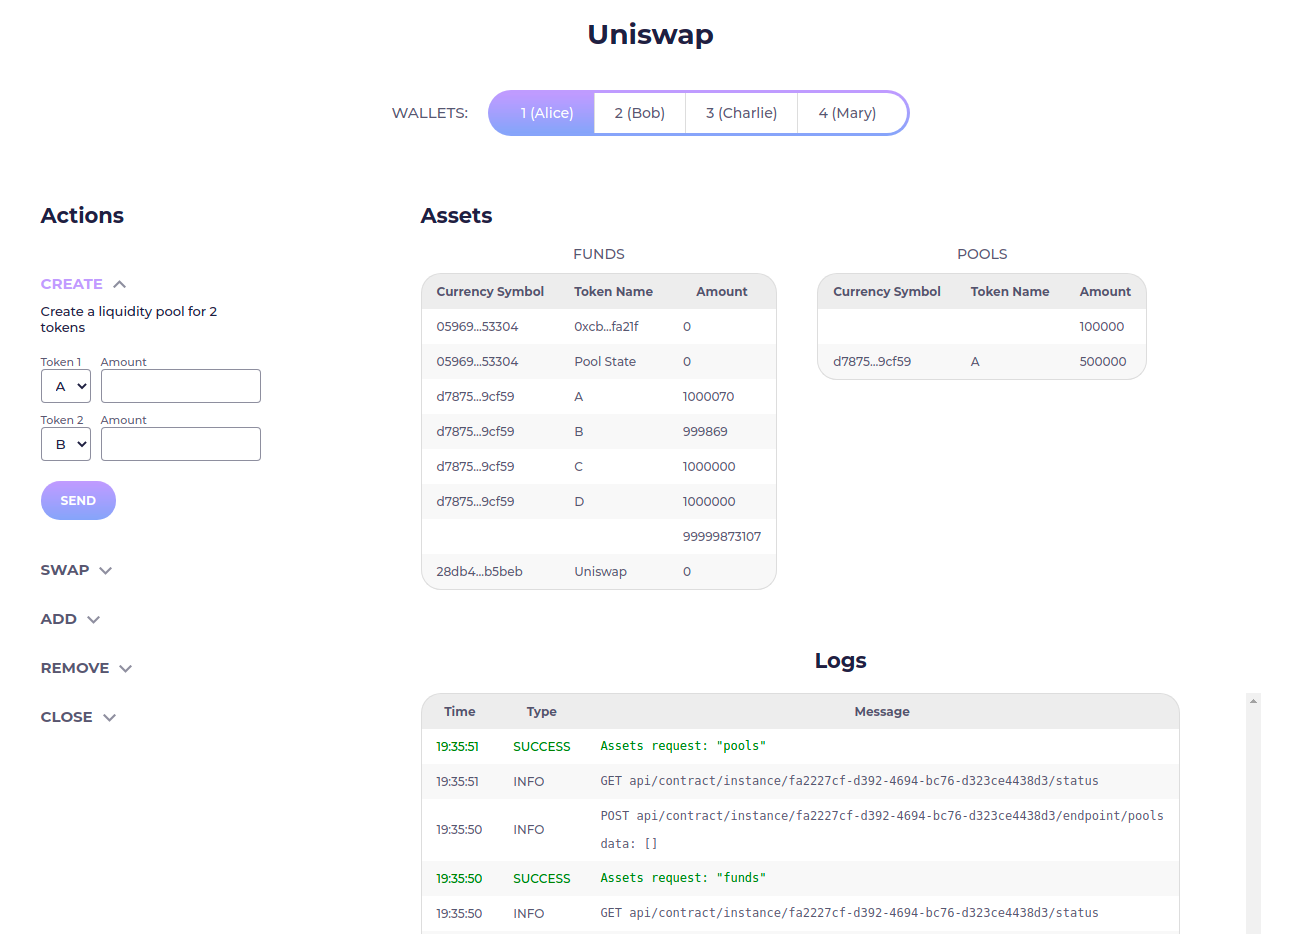 Uniswap
WALLETS: 1 (Alice) 2 (Bob) 3 (Charlie) 4 (Mary)
Actions
CREATE
Create a liquidity pool for 2
tokens
Token 1 Amount
A
Token 2 Amount
B
SEND
SWAP
ADD
REMOVE
CLOSE
Assets
FUNDS
Currency Symbol Token Name Amount
05969...53304 0xcb...fa21f 0
05969...53304 Pool State 0
d7875...9cf59 A 1000070
d7875...9cf59 B 999869
d7875...9cf59 C 1000000
d7875...9cf59 D 1000000
99999873107
28db4...b5beb Uniswap 0
POOLS
Currency Symbol Token Name Amount
100000
d7875...9cf59 A 500000
Logs
Time Type Message
19:35:51 SUCCESS Assets request: "pools"
19:35:51 INFO GET api/contract/instance/fa2227cf-d392-4694-bc76-d323ce4438d3/status
19:35:50 INFO POST api/contract/instance/fa2227cf-d392-4694-bc76-d323ce4438d3/endpoint/pools
data: []
19:35:50 SUCCESS Assets request: "funds"
19:35:50 INFO GET api/contract/instance/fa2227cf-d392-4694-bc76-d323ce4438d3/status